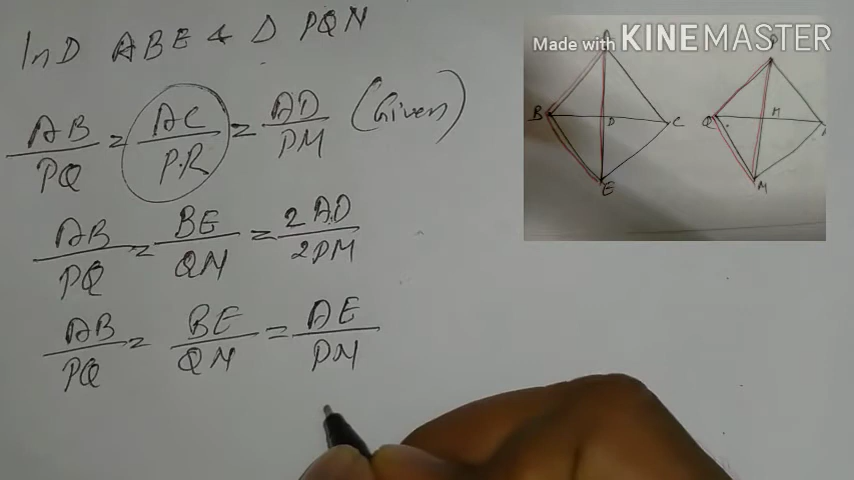 In Δ ABE & Δ PQN
AB/PQ = AC/PR = AD/PM (Given)
AB/PQ = BE/QN = 2AD/2PM
AB/PQ = BE/QN = AE/PN
Made with KINEMASTER
A
B
D
C
E
P
Q
M